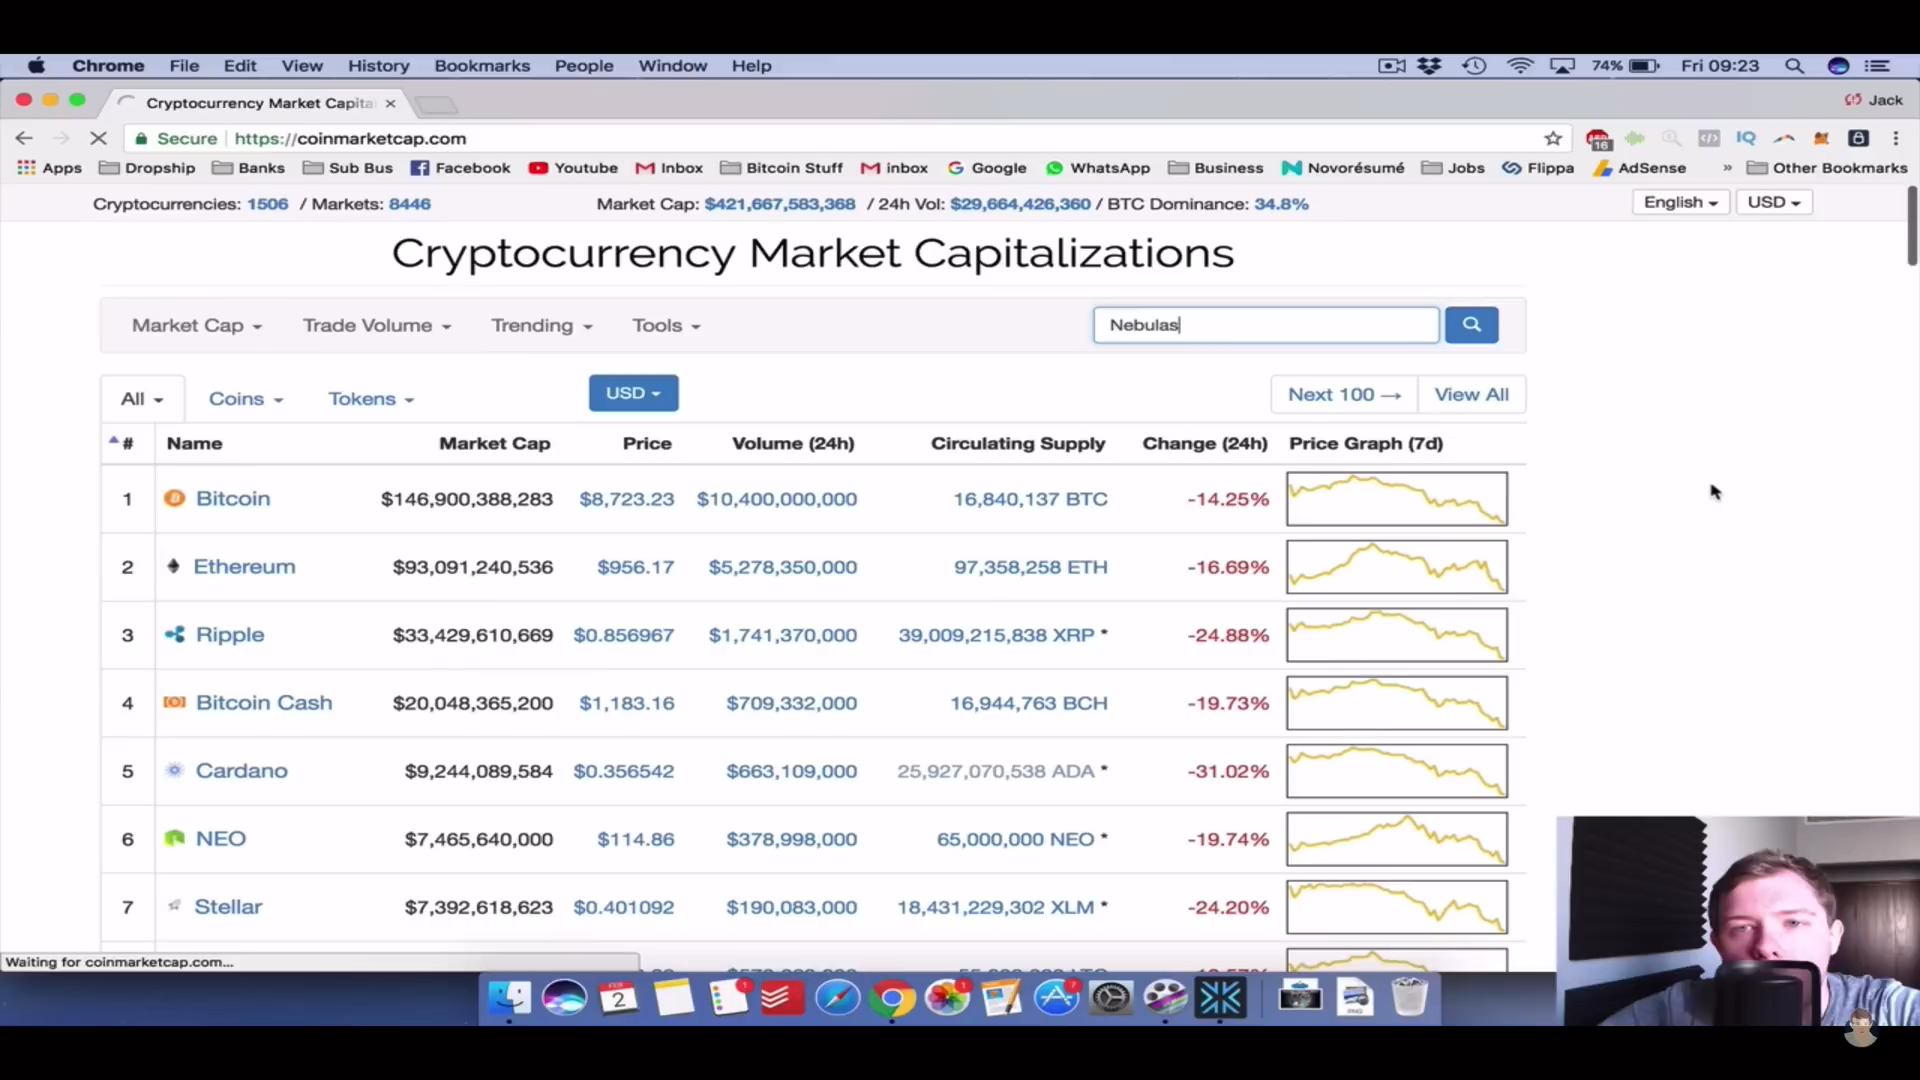 Chrome File Edit View History Bookmarks People Window Help 74% Fri 09:23
Cryptocurrency Market Capita Jack
Secure https://coinmarketcap.com 16 IQ
Apps Dropship Banks Sub Bus Facebook Youtube Inbox Bitcoin Stuff inbox Google WhatsApp Business Novorésumé Jobs Flippa AdSense » Other Bookmarks
Cryptocurrencies: 1506 / Markets: 8446 Market Cap: $421,667,583,368 / 24h Vol: $29,664,426,360 / BTC Dominance: 34.8% English USD
Cryptocurrency Market Capitalizations
Market Cap Trade Volume Trending Tools Nebulas
All Coins Tokens USD Next 100 → View All
# Name Market Cap Price Volume (24h) Circulating Supply Change (24h) Price Graph (7d)
1 Bitcoin $146,900,388,283 $8,723.23 $10,400,000,000 16,840,137 BTC -14.25%
2 Ethereum $93,091,240,536 $956.17 $5,278,350,000 97,358,258 ETH -16.69%
3 Ripple $33,429,610,669 $0.856967 $1,741,370,000 39,009,215,838 XRP * -24.88%
4 Bitcoin Cash $20,048,365,200 $1,183.16 $709,332,000 16,944,763 BCH -19.73%
5 Cardano $9,244,089,584 $0.356542 $663,109,000 25,927,070,538 ADA * -31.02%
6 NEO $7,465,640,000 $114.86 $378,998,000 65,000,000 NEO * -19.74%
7 Stellar $7,392,618,623 $0.401092 $190,083,000 18,431,229,302 XLM * -24.20%
Waiting for coinmarketcap.com...
FEB 2 1 1 7 PNG